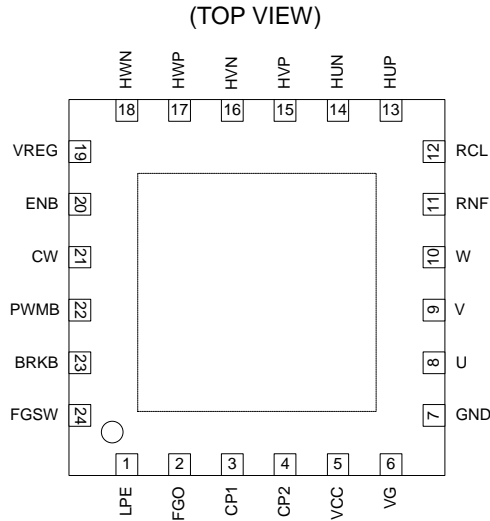 (TOP VIEW)
HWN HWP HVN HVP HUN HUP
18 17 16 15 14 13
VREG 19 12 RCL
ENB 20 11 RNF
CW 21 10 W
PWMB 22 9 V
BRKB 23 8 U
FGSW 24 7 GND
1 2 3 4 5 6
LPE FGO CP1 CP2 VCC VG